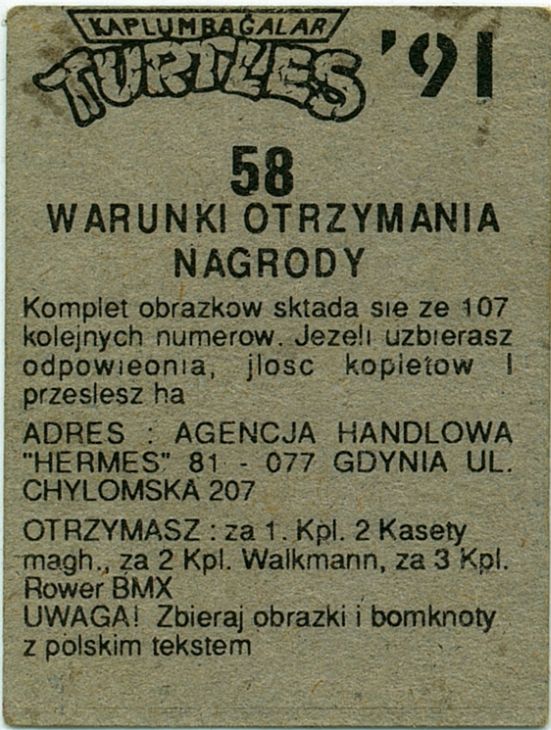 KAPLUMBAĞALAR
TURTLES '91
58
WARUNKI OTRZYMANIA
NAGRODY
Komplet obrazkow sktada sie ze 107
kolejnych numerow. Jezeli uzbierasz
odpowieonia, jlosc kopietow I
przeslesz ha
ADRES : AGENCJA HANDLOWA
"HERMES" 81 - 077 GDYNIA UL.
CHYLOMSKA 207
OTRZYMASZ : za 1. Kpl. 2 Kasety
magh., za 2 Kpl. Walkmann, za 3 Kpl.
Rower BMX
UWAGA! Zbieraj obrazki i bomknoty
z polskim tekstem